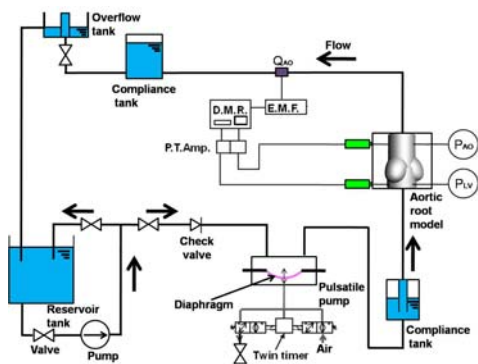 Overflow
tank
Compliance
tank
QAO
Flow
D.M.R.
E.M.F.
P.T.Amp.
PAO
PLV
Aortic
root
model
Check
valve
Pulsatile
pump
Diaphragm
Reservoir
tank
Valve
Pump
Air
Twin timer
Compliance
tank